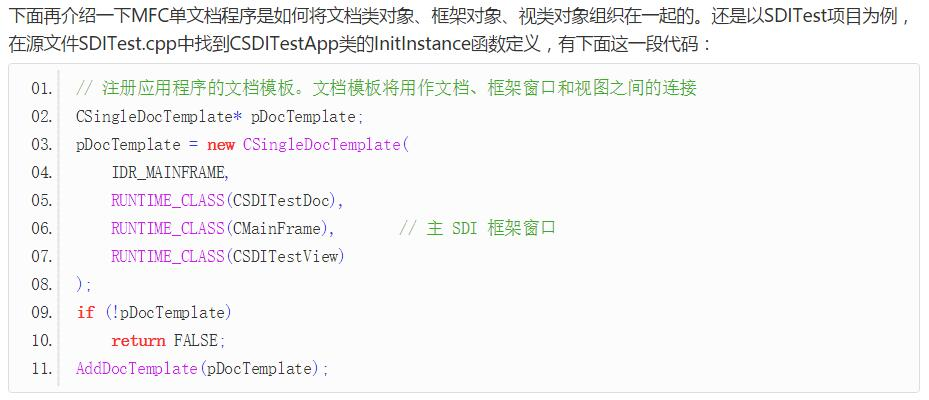 下面再介绍一下MFC单文档程序是如何将文档类对象、框架对象、视类对象组织在一起的。还是以SDITest项目为例，
在源文件SDITest.cpp中找到CSDITestApp类的InitInstance函数定义，有下面这一段代码：
01. // 注册应用程序的文档模板。文档模板将用作文档、框架窗口和视图之间的连接
02. CSingleDocTemplate* pDocTemplate;
03. pDocTemplate = new CSingleDocTemplate(
04.     IDR_MAINFRAME,
05.     RUNTIME_CLASS(CSDITestDoc),
06.     RUNTIME_CLASS(CMainFrame),       // 主 SDI 框架窗口
07.     RUNTIME_CLASS(CSDITestView)
08. );
09. if (!pDocTemplate)
10.     return FALSE;
11. AddDocTemplate(pDocTemplate);